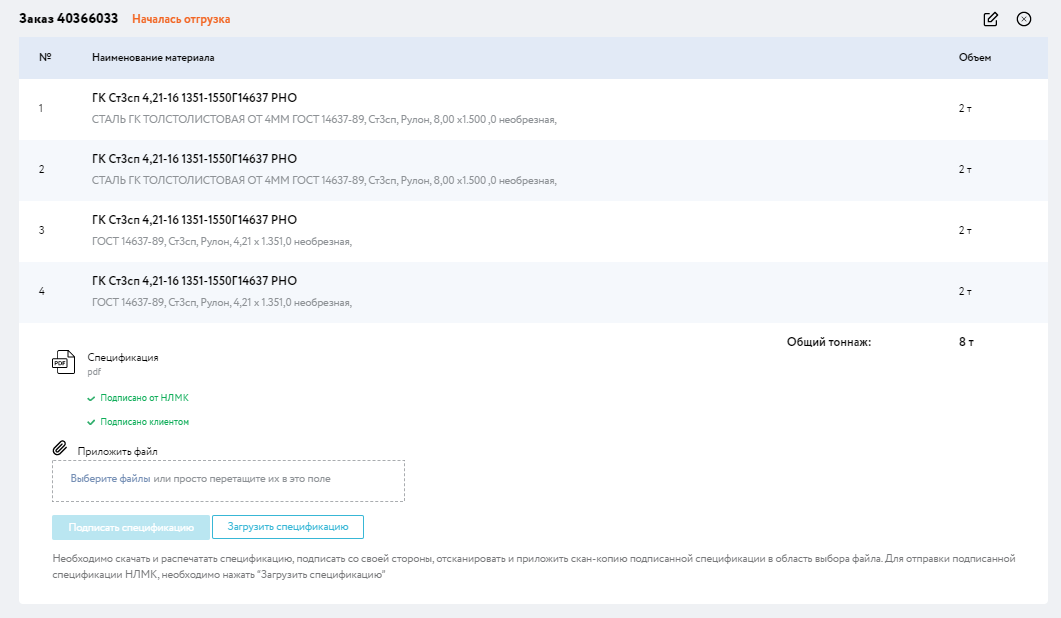 Заказ 40366033 Началась отгрузка
№ Наименование материала Объем
ГК Ст3сп 4,21-16 1351-1550Г14637 РНО
1 2 т
СТАЛЬ ГК ТОЛСТОЛИСТОВАЯ ОТ 4ММ ГОСТ 14637-89, Ст3сп, Рулон, 8,00 х1.500 ,0 необрезная,
ГК Ст3сп 4,21-16 1351-1550Г14637 РНО
2 2 т
СТАЛЬ ГК ТОЛСТОЛИСТОВАЯ ОТ 4ММ ГОСТ 14637-89, Ст3сп, Рулон, 8,00 х1.500 ,0 необрезная,
ГК Ст3сп 4,21-16 1351-1550Г14637 РНО
3 2 т
ГОСТ 14637-89, Ст3сп, Рулон, 4,21 х 1.351,0 необрезная,
ГК Ст3сп 4,21-16 1351-1550Г14637 РНО
4 2 т
ГОСТ 14637-89, Ст3сп, Рулон, 4,21 х 1.351,0 необрезная,
Общий тоннаж: 8 т
PDF Спецификация
pdf
Подписано от НЛМК
Подписано клиентом
Приложить файл
Выберите файлы или просто перетащите их в это поле
Подписать спецификацию Загрузить спецификацию
Необходимо скачать и распечатать спецификацию, подписать со своей стороны, отсканировать и приложить скан-копию подписанной спецификации в область выбора файла. Для отправки подписанной
спецификации НЛМК, необходимо нажать "Загрузить спецификацию"